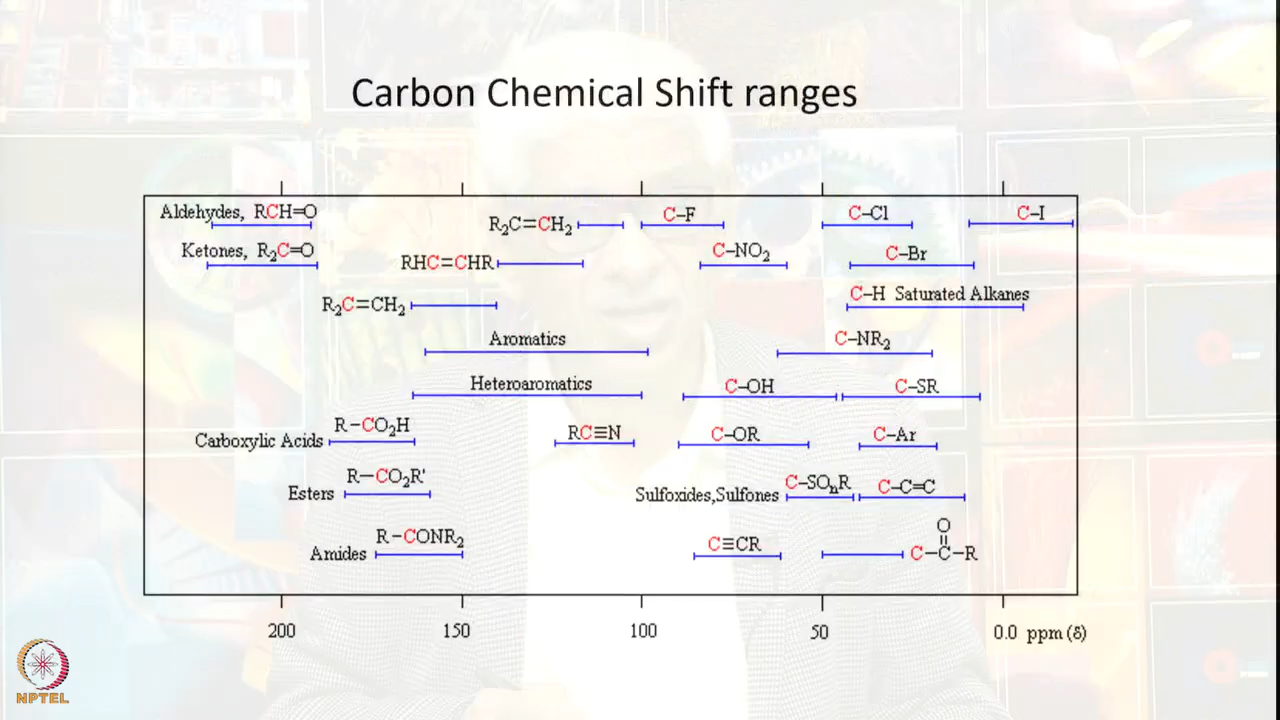 Carbon Chemical Shift ranges
Aldehydes, RCH=O
R₂C=CH₂
C–F
C–Cl
C–I
Ketones, R₂C=O
RHC=CHR
C–NO₂
C–Br
R₂C=CH₂
C–H Saturated Alkanes
Aromatics
C–NR₂
Heteroaromatics
C–OH
C–SR
Carboxylic Acids
R–CO₂H
RC≡N
C–OR
C–Ar
Esters
R–CO₂R'
Sulfoxides,Sulfones
C–SOₙR
C–C=C
Amides
R–CONR₂
C≡CR
O
C–C–R
200 150 100 50 0.0 ppm (δ)
NPTEL